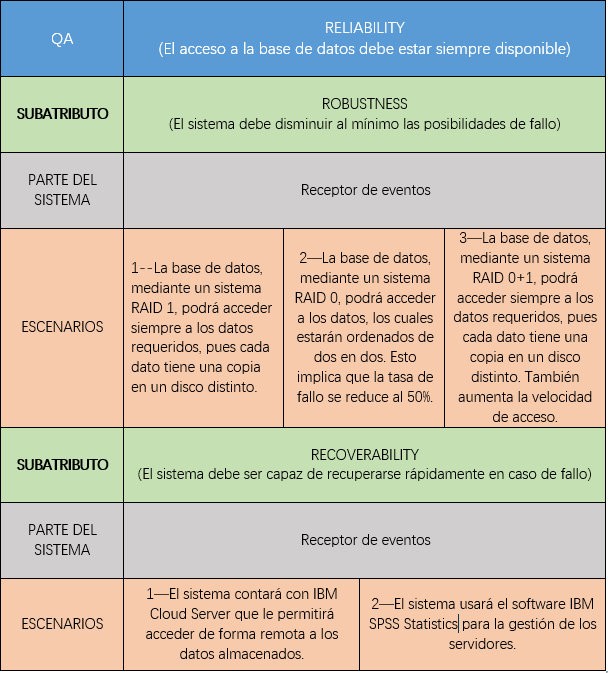 QA
RELIABILITY
(El acceso a la base de datos debe estar siempre disponible)
SUBATRIBUTO
ROBUSTNESS
(El sistema debe disminuir al mínimo las posibilidades de fallo)
PARTE DEL
SISTEMA
Receptor de eventos
ESCENARIOS
1--La base de datos,
mediante un sistema
RAID 1, podrá acceder
siempre a los datos
requeridos, pues cada
dato tiene una copia
en un disco distinto.
2—La base de datos,
mediante un sistema
RAID 0, podrá acceder
a los datos, los cuales
estarán ordenados de
dos en dos. Esto
implica que la tasa de
fallo se reduce al 50%.
3—La base de datos,
mediante un sistema
RAID 0+1, podrá
acceder siempre a los
datos requeridos, pues
cada dato tiene una
copia en un disco
distinto. También
aumenta la velocidad
de acceso.
SUBATRIBUTO
RECOVERABILITY
(El sistema debe ser capaz de recuperarse rápidamente en caso de fallo)
PARTE DEL
SISTEMA
Receptor de eventos
ESCENARIOS
1—El sistema contará con IBM
Cloud Server que le permitirá
acceder de forma remota a los
datos almacenados.
2—El sistema usará el software IBM
SPSS Statistics para la gestión de los
servidores.